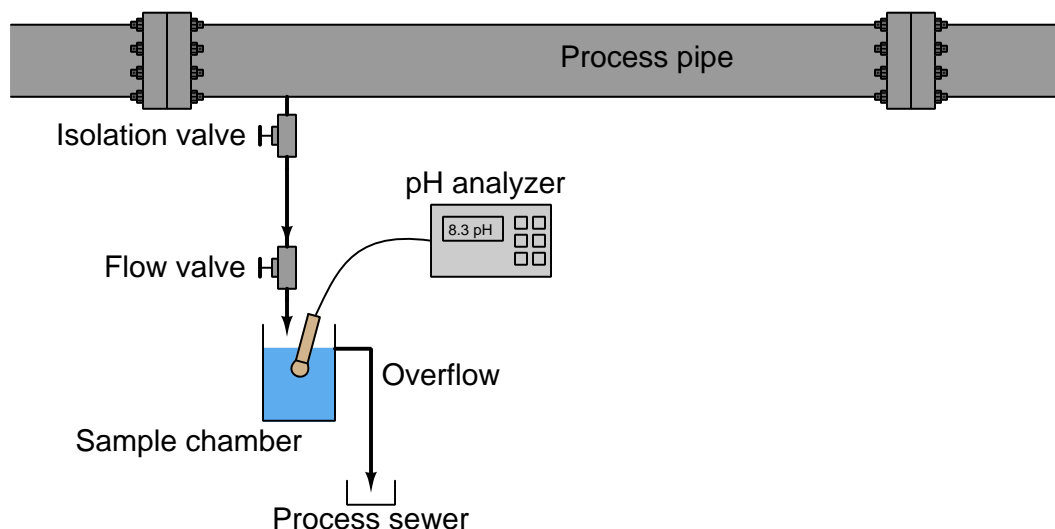 Process pipe
Isolation valve
pH analyzer
8.3 pH
Flow valve
Overflow
Sample chamber
Process sewer